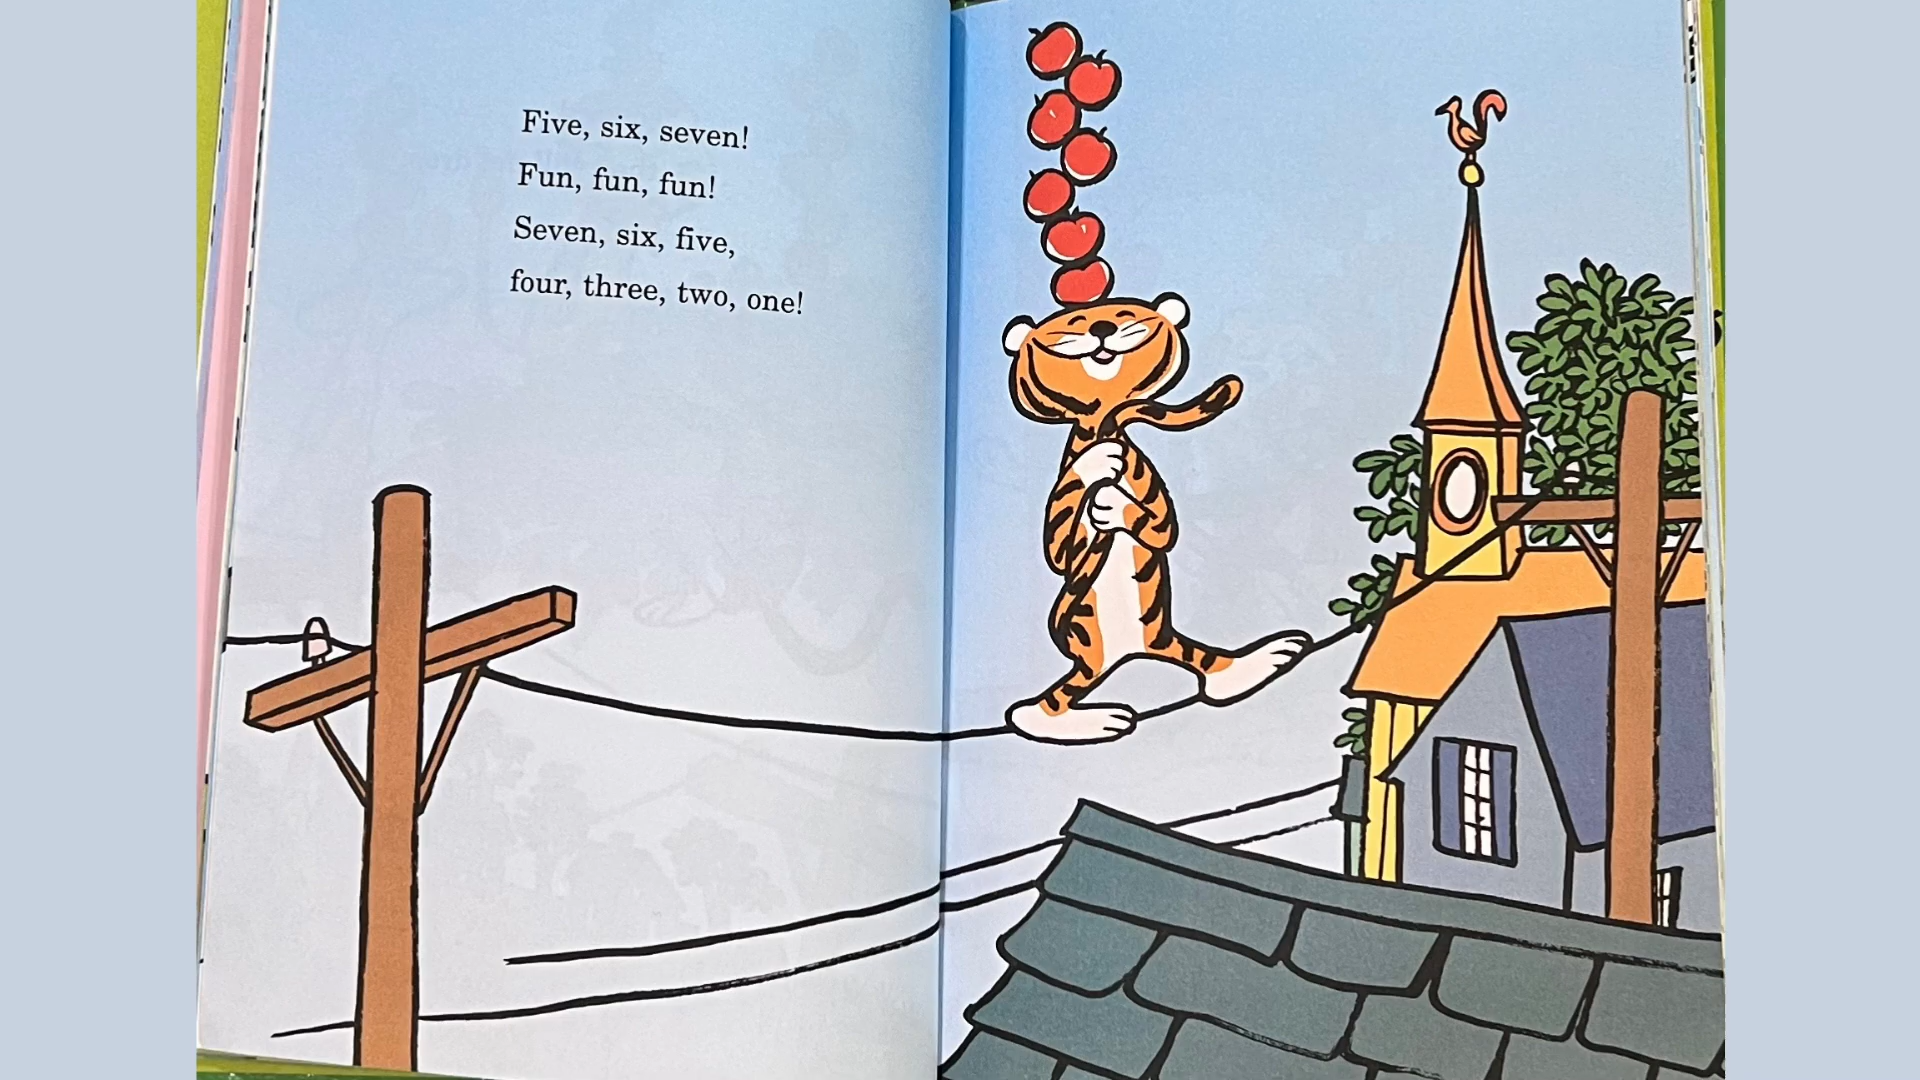 Five, six, seven!
Fun, fun, fun!
Seven, six, five,
four, three, two, one!